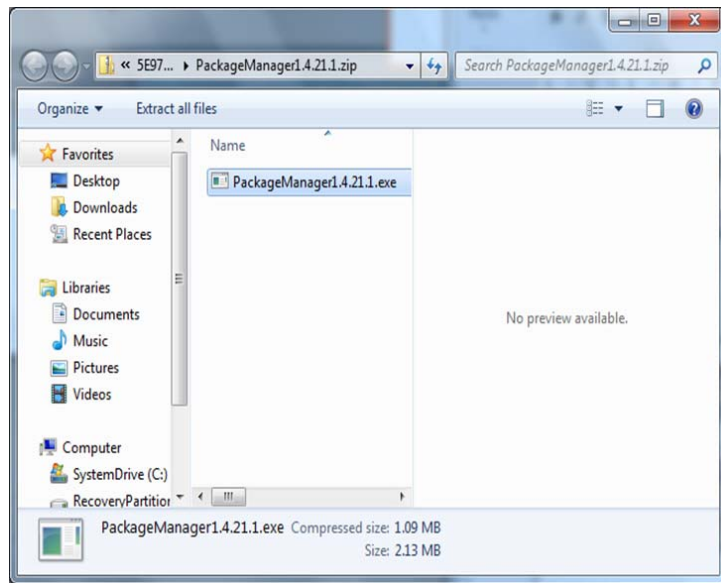 « 5E97... ▸ PackageManager1.4.21.1.zip
Search PackageManager1.4.21.1.zip
Organize
Extract all files
Favorites
Desktop
Downloads
Recent Places
Libraries
Documents
Music
Pictures
Videos
Computer
SystemDrive (C:)
RecoveryPartitior
Name
PackageManager1.4.21.1.exe
No preview available.
PackageManager1.4.21.1.exe Compressed size: 1.09 MB
Size: 2.13 MB